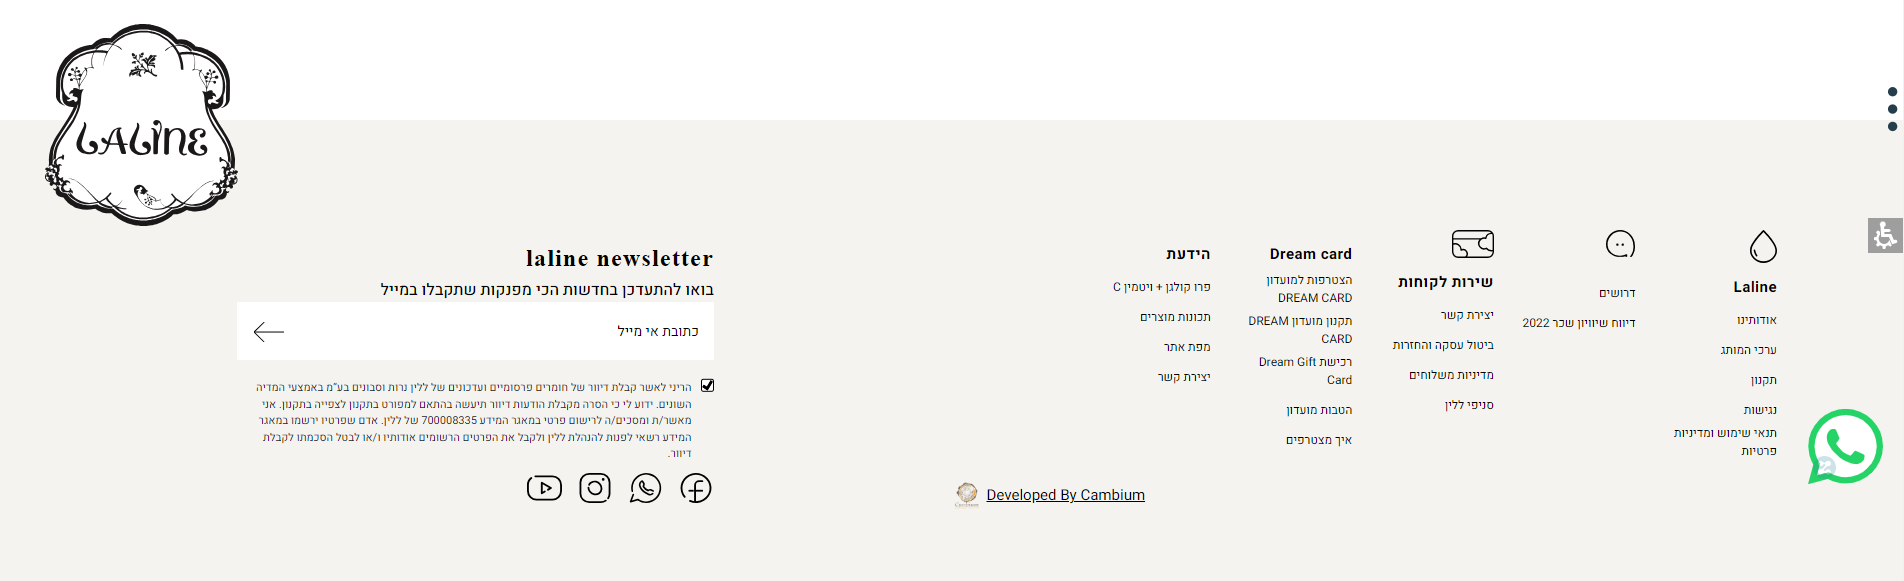 LALINE
Laline
אודותינו
ערכי המותג
תקנון
נגישות
תנאי שימוש ומדיניות
פרטיות
דרושים
דיווח שיוויון שכר 2022
שירות לקוחות
יצירת קשר
ביטול עסקה והחזרות
מדיניות משלוחים
סניפי ללין
Dream card
הצטרפות למועדון
DREAM CARD
תקנון מועדון DREAM
CARD
רכישת Dream Gift
Card
הטבות מועדון
איך מצטרפים
הידעת
פרו קולגן + ויטמין C
תכונות מוצרים
מפת אתר
יצירת קשר
laline newsletter
בואו להתעדכן בחדשות הכי מפנקות שתקבלו במייל
כתובת אי מייל
הריני לאשר קבלת דיוור של חומרים פרסומיים ועדכונים של ללין נרות וסבונים בע"מ באמצעי המדיה
השונים. ידוע לי כי הסרה מקבלת הודעות דיוור תיעשה בהתאם למפורט בתקנון לצפייה בתקנון. אני
מאשר/ת ומסכים/ה לרישום פרטי במאגר המידע 700008335 של ללין. אדם שפרטיו ירשמו במאגר
המידע רשאי לפנות להנהלת ללין ולקבל את הפרטים הרשומים אודותיו ו/או לבטל הסכמתו לקבלת
דיוור.
Developed By Cambium